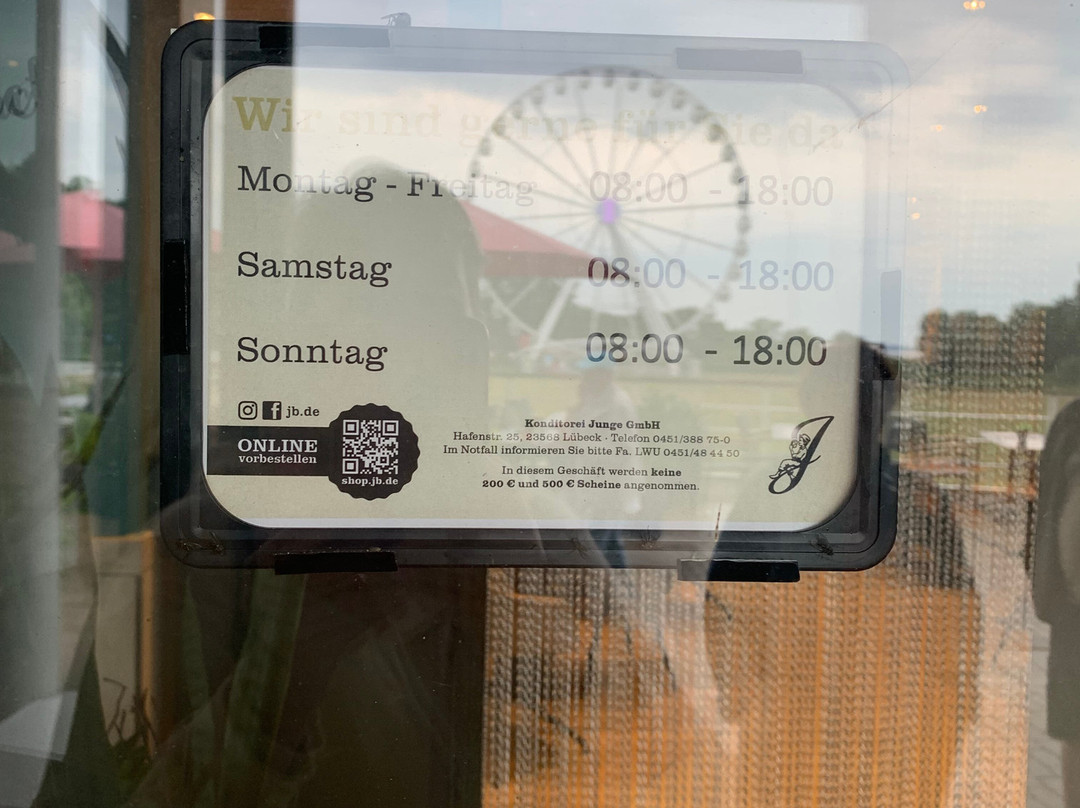 Wir sind gerne für Sie da
Montag - Freitag 08:00 - 18:00
Samstag 08:00 - 18:00
Sonntag 08:00 - 18:00
jb.de
ONLINE
vorbestellen
shop.jb.de
Konditorei Junge GmbH
Hafenstr. 25, 23568 Lübeck · Telefon 0451/388 75-0
Im Notfall informieren Sie bitte Fa. LWU 0451/48 44 50
In diesem Geschäft werden keine
200 € und 500 € Scheine angenommen.
J